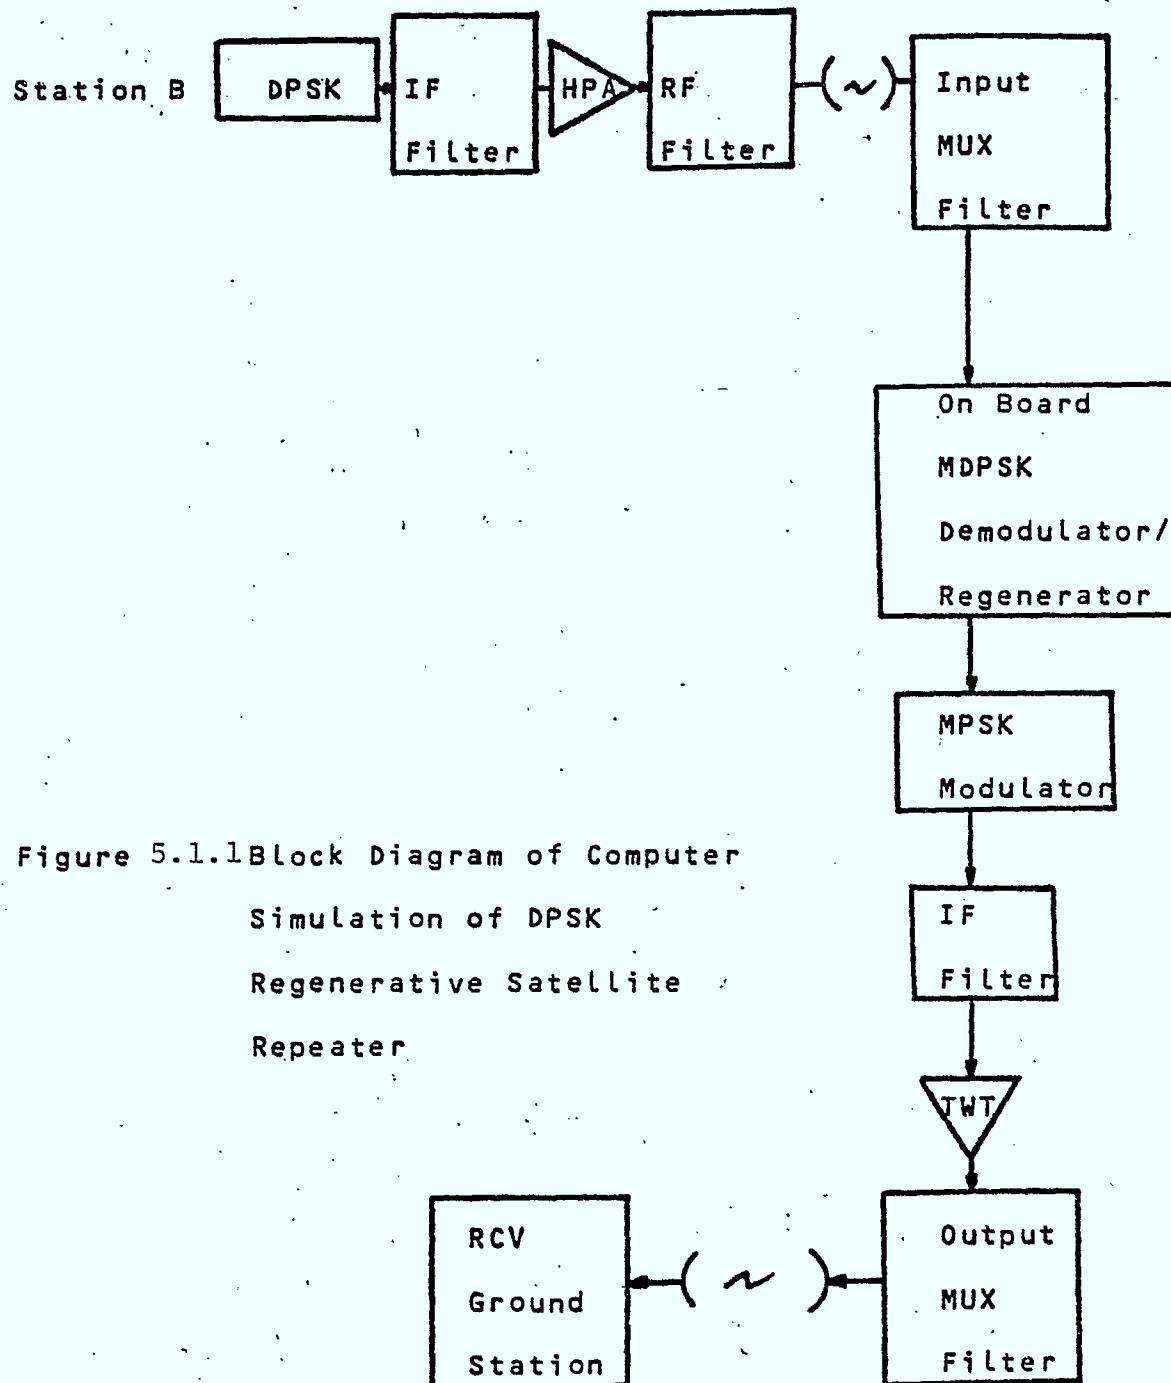 Station B
DPSK
IF
Filter
HPA
RF
Filter
(~)
Input
MUX
Filter
On Board
MDPSK
Demodulator/
Regenerator
MPSK
Modulator
IF
Filter
TWT
Output
MUX
Filter
( ~ )
RCV
Ground
Station
Figure 5.1.1 Block Diagram of Computer
Simulation of DPSK
Regenerative Satellite
Repeater